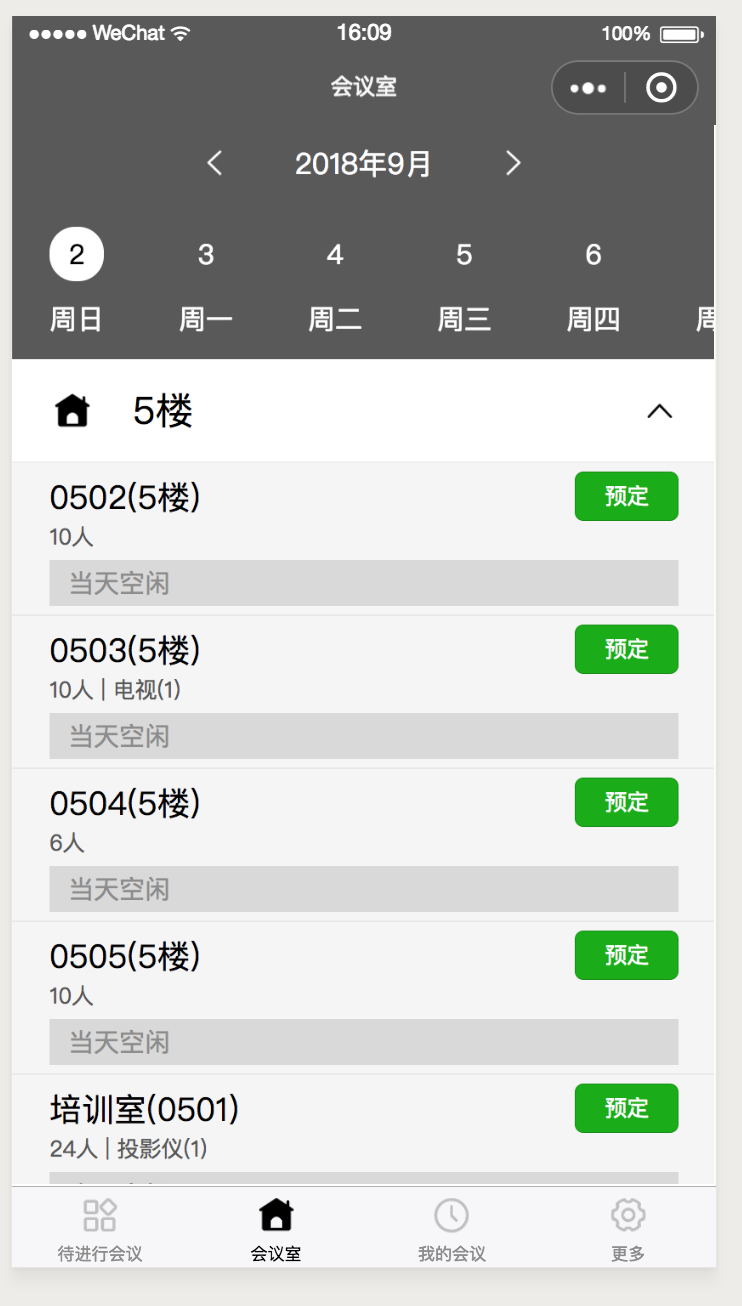 WeChat 16:09 100%
会议室
2018年9月
2 3 4 5 6
周日 周一 周二 周三 周四 周
5楼
0502(5楼) 预定
10人
当天空闲
0503(5楼) 预定
10人 | 电视(1)
当天空闲
0504(5楼) 预定
6人
当天空闲
0505(5楼) 预定
10人
当天空闲
培训室(0501) 预定
24人 | 投影仪(1)
待进行会议 会议室 我的会议 更多